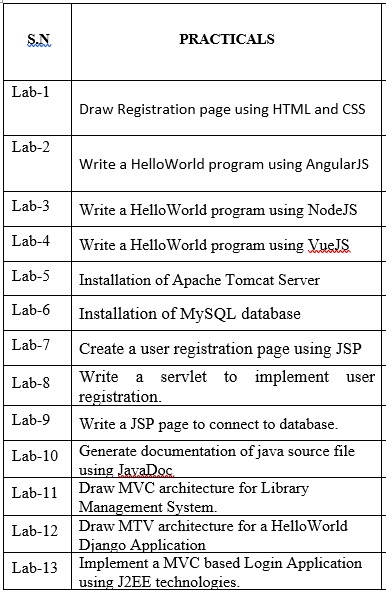 S.N PRACTICALS
Lab-1
Draw Registration page using HTML and CSS
Lab-2
Write a HelloWorld program using AngularJS
Lab-3 Write a HelloWorld program using NodeJS
Lab-4 Write a HelloWorld program using VueJS
Lab-5 Installation of Apache Tomcat Server
Lab-6 Installation of MySQL database
Lab-7 Create a user registration page using JSP
Lab-8 Write a servlet to implement user
registration.
Lab-9 Write a JSP page to connect to database.
Lab-10 Generate documentation of java source file
using JavaDoc
Lab-11 Draw MVC architecture for Library
Management System.
Lab-12 Draw MTV architecture for a HelloWorld
Django Application
Lab-13 Implement a MVC based Login Application
using J2EE technologies.